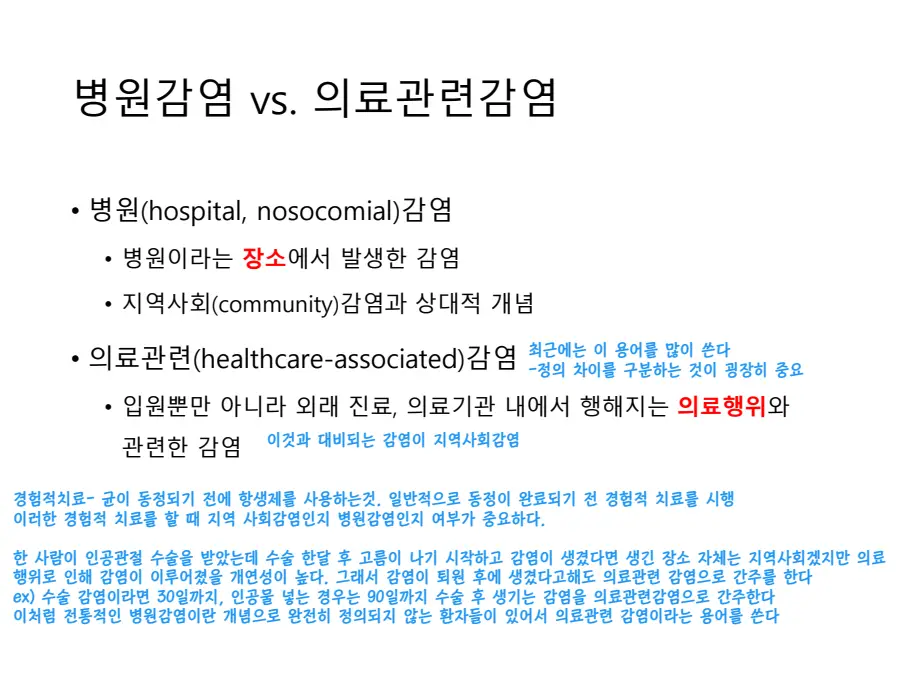 병원감염 vs. 의료관련감염
• 병원(hospital, nosocomial)감염
• 병원이라는 장소에서 발생한 감염
• 지역사회(community)감염과 상대적 개념
• 의료관련(healthcare-associated)감염
최근에는 이 용어를 많이 쓴다
-정의 차이를 구분하는 것이 굉장히 중요
• 입원뿐만 아니라 외래 진료, 의료기관 내에서 행해지는 의료행위와
관련한 감염
이것과 대비되는 감염이 지역사회감염
경험적치료- 균이 동정되기 전에 항생제를 사용하는것. 일반적으로 동정이 완료되기 전 경험적 치료를 시행
이러한 경험적 치료를 할 때 지역 사회감염인지 병원감염인지 여부가 중요하다.
한 사람이 인공관절 수술을 받았는데 수술 한달 후 고름이 나기 시작하고 감염이 생겼다면 생긴 장소 자체는 지역사회겠지만 의료
행위로 인해 감염이 이루어졌을 개연성이 높다. 그래서 감염이 퇴원 후에 생겼다고해도 의료관련 감염으로 간주를 한다
ex) 수술 감염이라면 30일까지, 인공물 넣는 경우는 90일까지 수술 후 생기는 감염을 의료관련감염으로 간주한다
이처럼 전통적인 병원감염이란 개념으로 완전히 정의되지 않는 환자들이 있어서 의료관련 감염이라는 용어를 쓴다